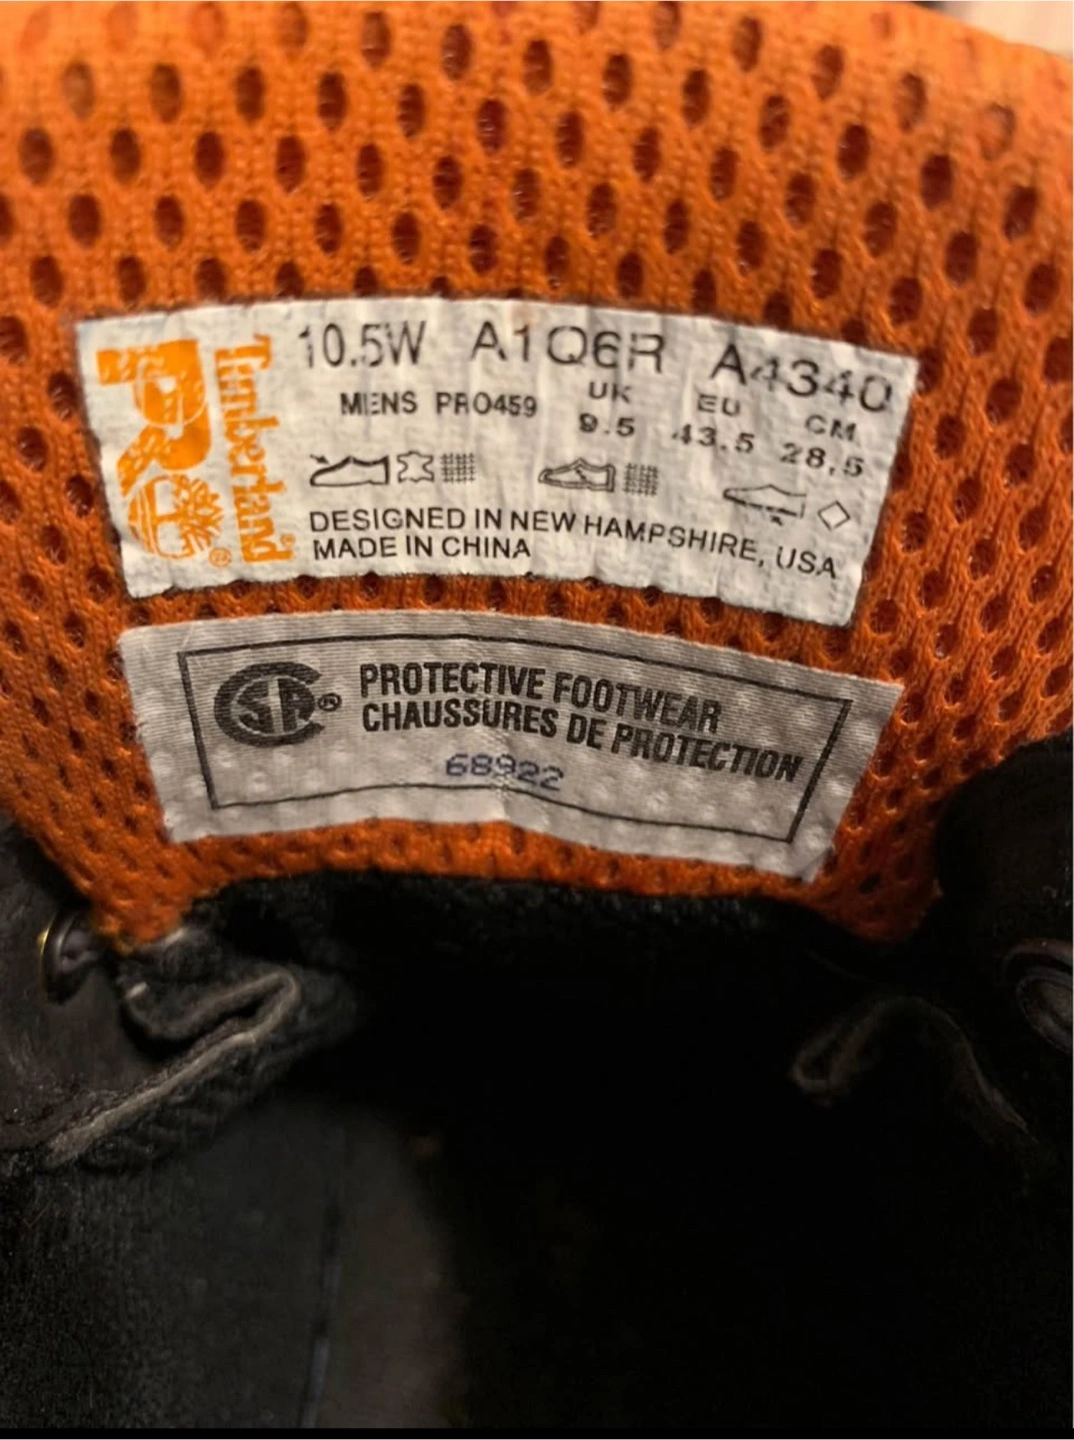 Timberland
PRO
10.5W A1Q6R A4340
MENS PRO459 UK EU CM
9.5 43.5 28.5
DESIGNED IN NEW HAMPSHIRE, USA
MADE IN CHINA
CSA® PROTECTIVE FOOTWEAR
CHAUSSURES DE PROTECTION
68922